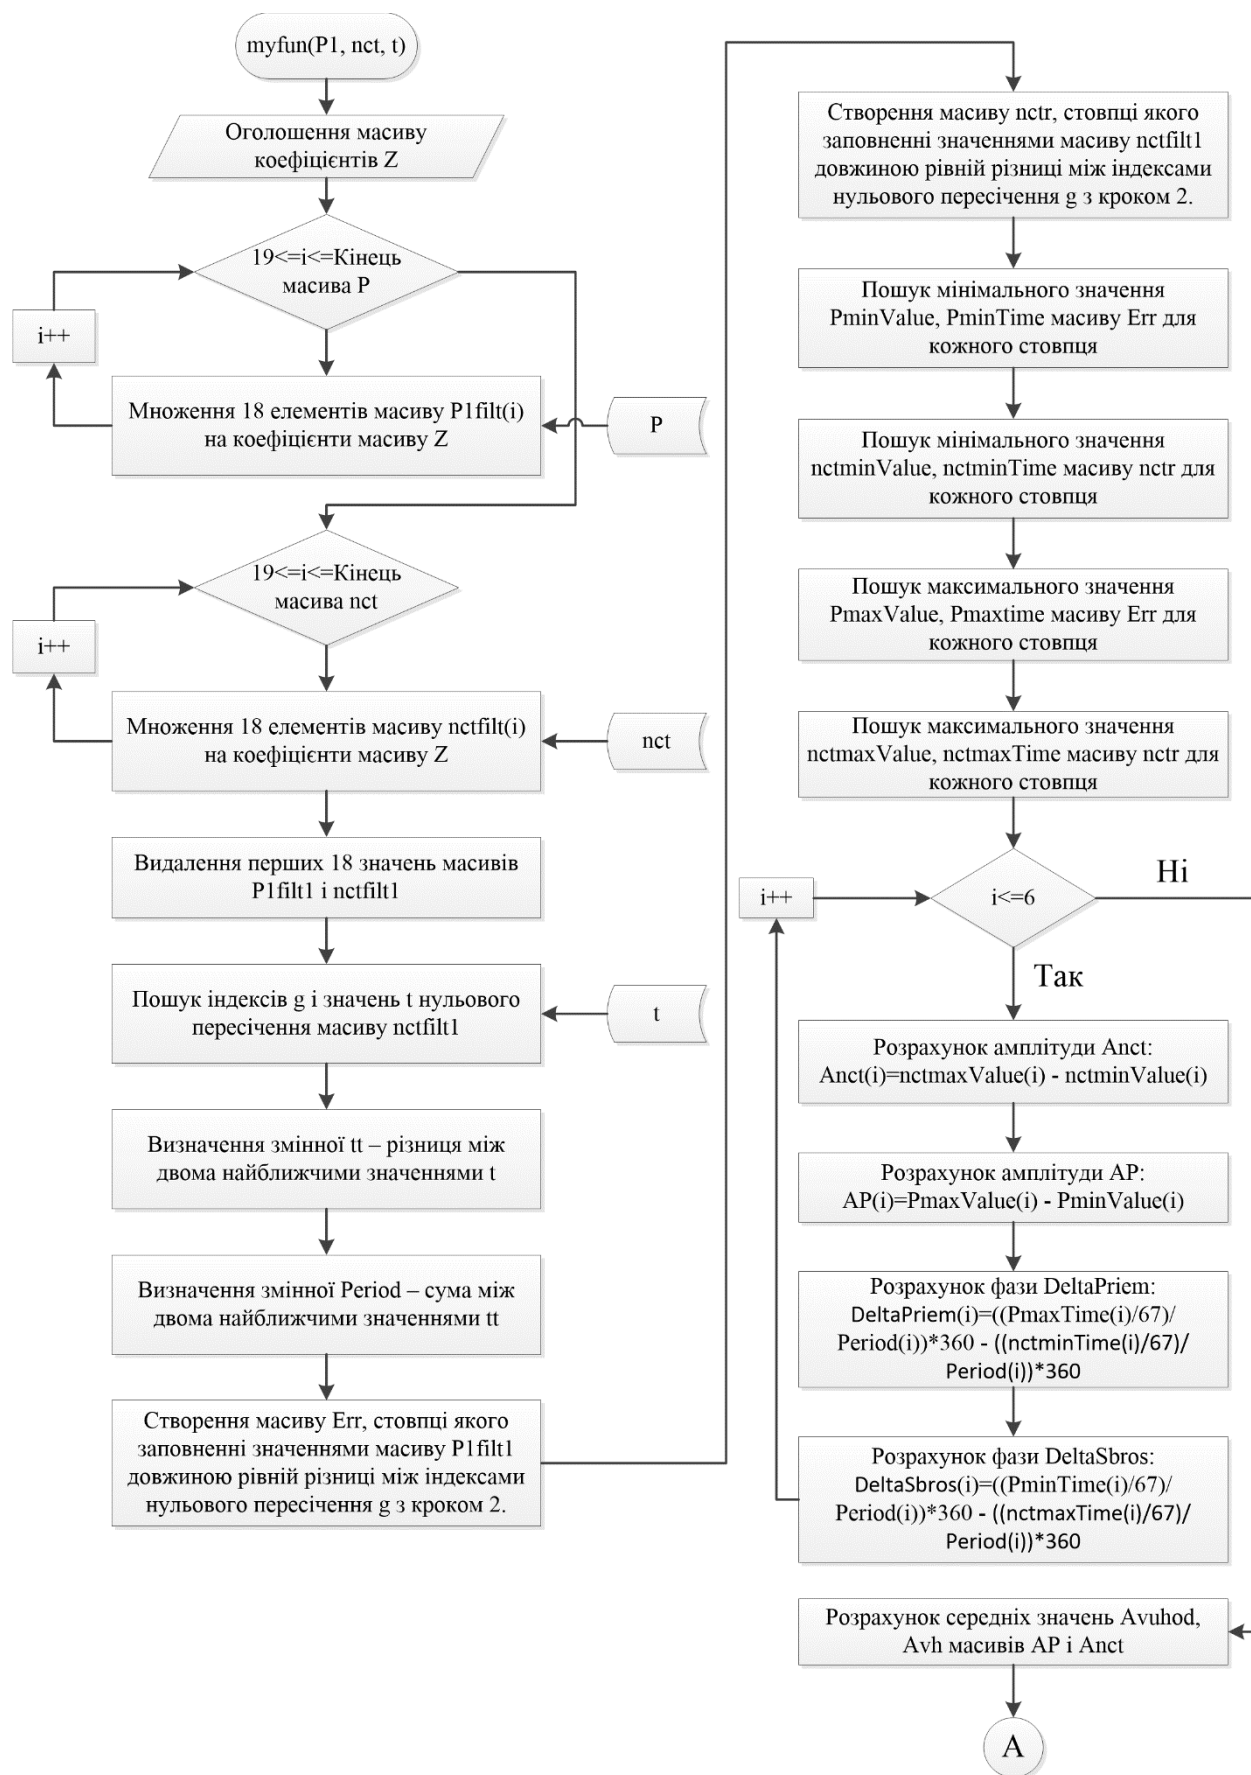 myfun(P1, nct, t)
Оголошення масиву
коефіцієнтів Z
19<=i<=Кінець
масива P
i++
Множення 18 елементів масиву P1filt(i)
на коефіцієнти масиву Z
P
19<=i<=Кінець
масива nct
i++
Множення 18 елементів масиву nctfilt(i)
на коефіцієнти масиву Z
nct
Видалення перших 18 значень масивів
P1filt1 і nctfilt1
Пошук індексів g і значень t нульового
пересічення масиву nctfilt1
t
Визначення змінної tt – різниця між
двома найближчими значеннями t
Визначення змінної Period – сума між
двома найближчими значеннями tt
Створення масиву Err, стовпці якого
заповненні значеннями масиву P1filt1
довжиною рівній різниці між індексами
нульового пересічення g з кроком 2.
Створення масиву nctr, стовпці якого
заповненні значеннями масиву nctfilt1
довжиною рівній різниці між індексами
нульового пересічення g з кроком 2.
Пошук мінімального значення
PminValue, PminTime масиву Err для
кожного стовпця
Пошук мінімального значення
nctminValue, nctminTime масиву nctr для
кожного стовпця
Пошук максимального значення
PmaxValue, Pmaxtime масиву Err для
кожного стовпця
Пошук максимального значення
nctmaxValue, nctmaxTime масиву nctr для
кожного стовпця
i++
i<=6
Ні
Так
Розрахунок амплітуди Anct:
Anct(i)=nctmaxValue(i) - nctminValue(i)
Розрахунок амплітуди AP:
AP(i)=PmaxValue(i) - PminValue(i)
Розрахунок фази DeltaPriem:
DeltaPriem(i)=((PmaxTime(i)/67)/
Period(i))*360 - ((nctminTime(i)/67)/
Period(i))*360
Розрахунок фази DeltaSbros:
DeltaSbros(i)=((PminTime(i)/67)/
Period(i))*360 - ((nctmaxTime(i)/67)/
Period(i))*360
Розрахунок середніх значень Avuhod,
Avh масивів AP і Anct
A